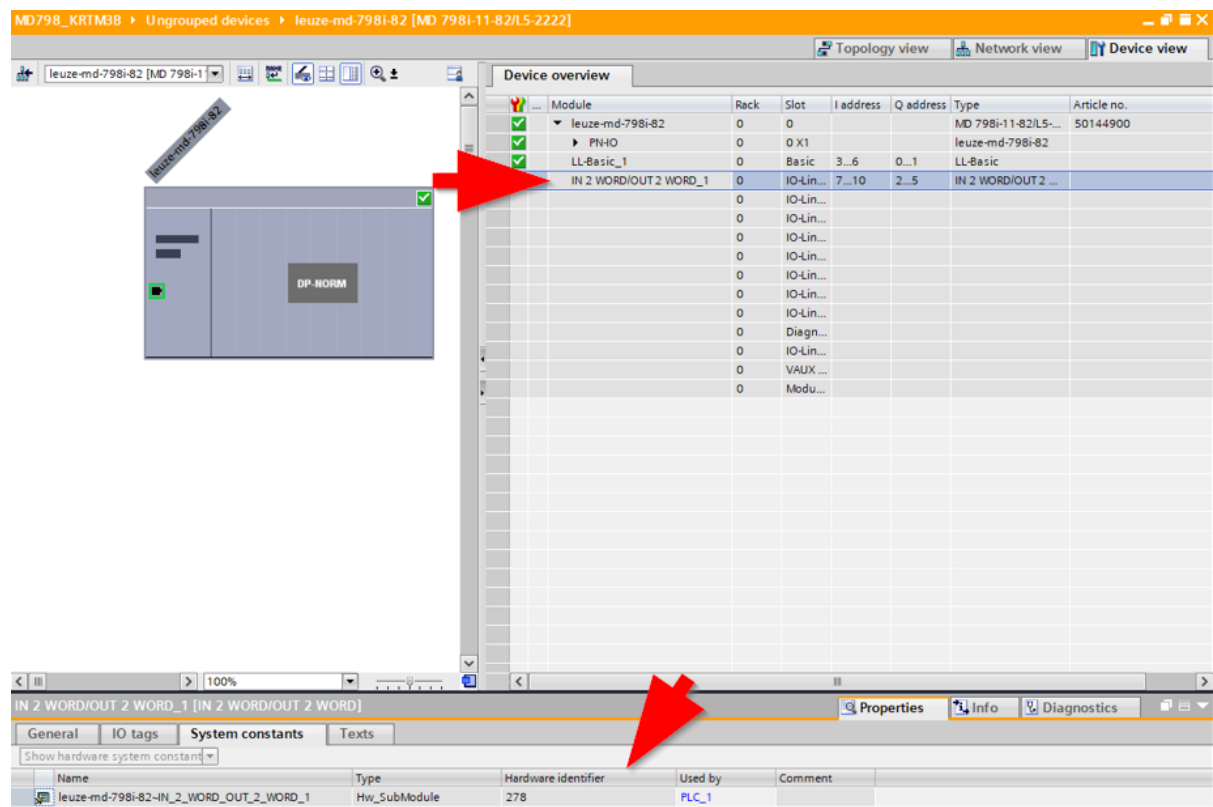 MD798_KRTM3B ▸ Ungrouped devices ▸ leuze-md-798i-82 [MD 798i-11-82/L5-2222]
Topology view Network view Device view
leuze-md-798i-82 [MD 798i-1
Device overview
... Module Rack Slot I address Q address Type Article no.
leuze-md-798i-82 0 0 MD 798i-11-82/L5-... 50144900
PN-IO 0 0 X1 leuze-md-798i-82
LL-Basic_1 0 Basic 3...6 0...1 LL-Basic
IN 2 WORD/OUT 2 WORD_1 0 IO-Lin... 7...10 2...5 IN 2 WORD/OUT 2 ...
0 IO-Lin...
0 IO-Lin...
0 IO-Lin...
0 IO-Lin...
0 IO-Lin...
0 IO-Lin...
0 IO-Lin...
0 Diagn...
0 IO-Lin...
0 VAUX ...
0 Modu...
leuze-md-798i-82
DP-NORM
100%
IN 2 WORD/OUT 2 WORD_1 [IN 2 WORD/OUT 2 WORD]
Properties Info Diagnostics
General IO tags System constants Texts
Show hardware system constant
Name Type Hardware identifier Used by Comment
leuze-md-798i-82~IN_2_WORD_OUT_2_WORD_1 Hw_SubModule 278 PLC_1